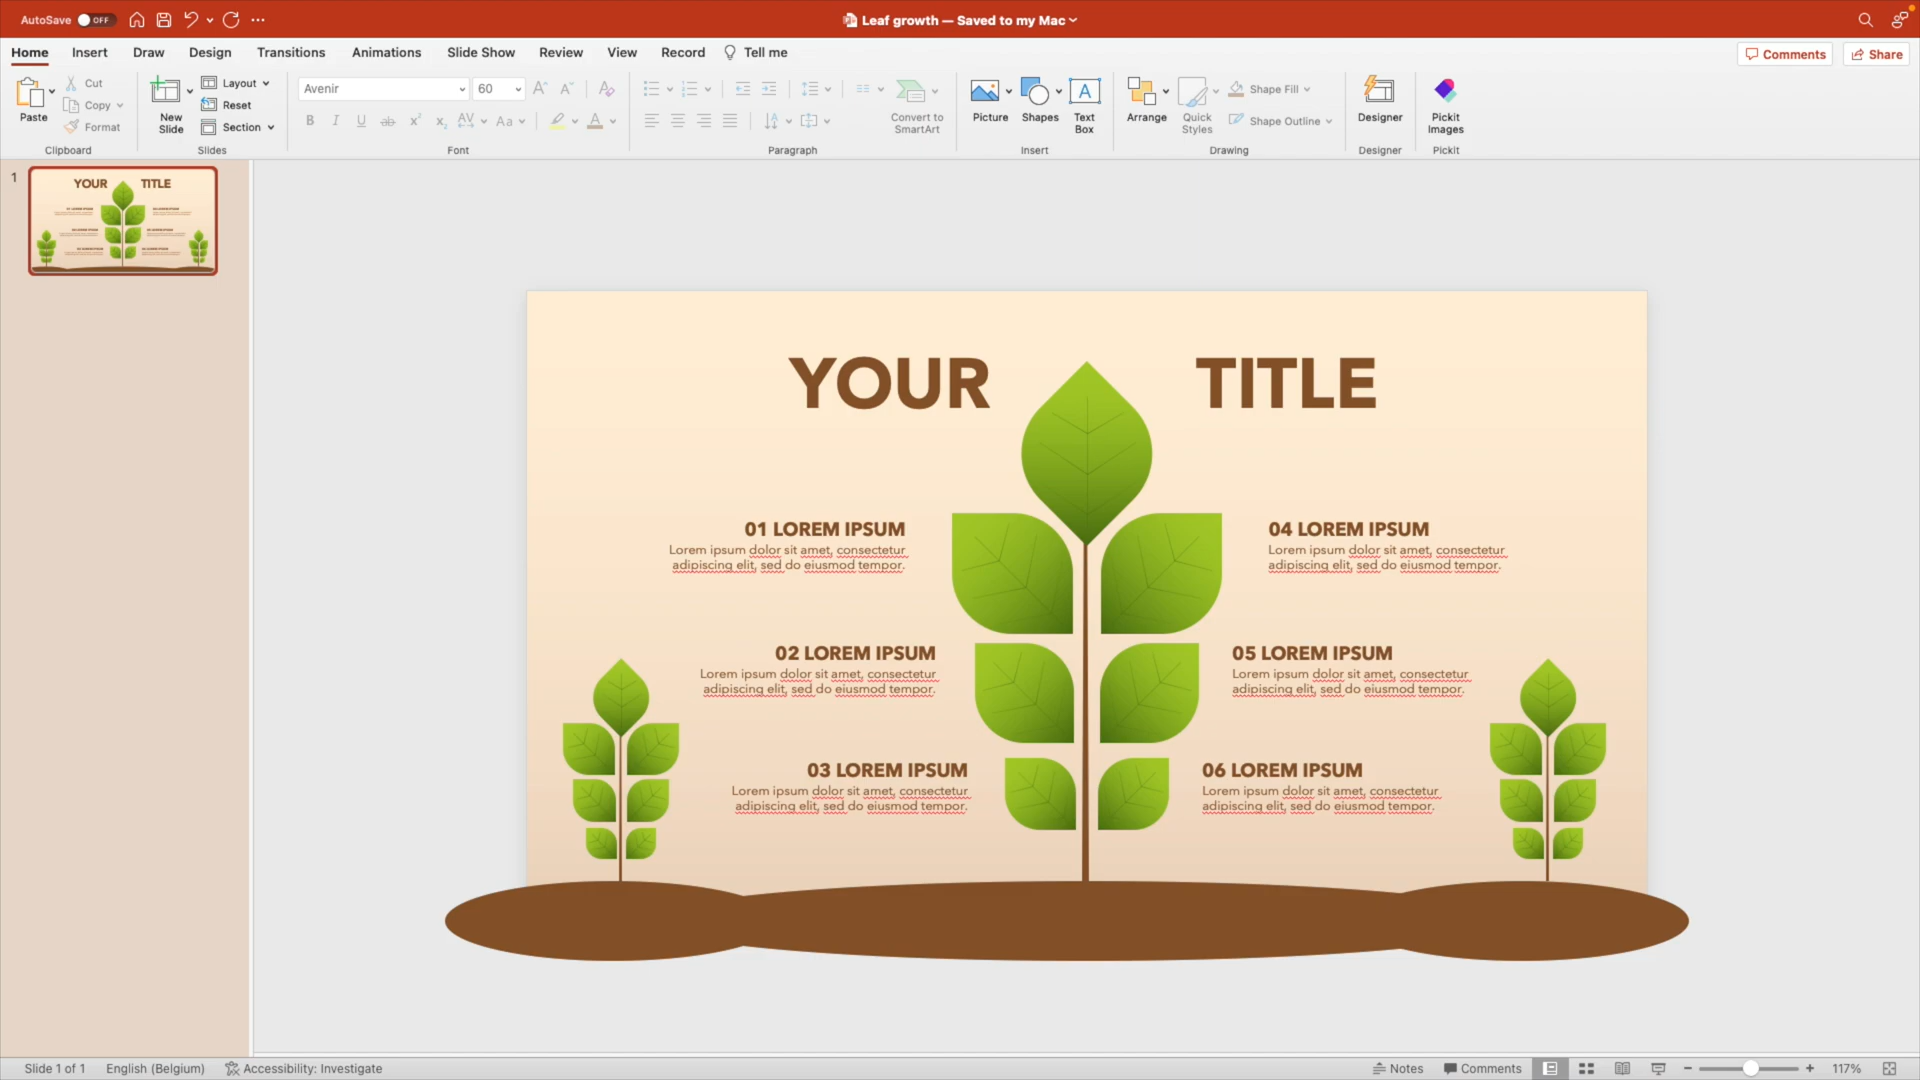 AutoSave OFF
Leaf growth — Saved to my Mac
Home Insert Draw Design Transitions Animations Slide Show Review View Record Tell me
Comments Share
Paste
Cut
Copy
Format
Clipboard
New
Slide
Layout
Reset
Section
Slides
Avenir 60
B I U ab x² x₂ AV Aa A
Font
Convert to
SmartArt
Paragraph
Picture
Shapes
Text
Box
Insert
Arrange
Quick
Styles
Shape Fill
Shape Outline
Drawing
Designer
Designer
Pickit
Images
Pickit
1
YOUR TITLE
YOUR TITLE
01 LOREM IPSUM
Lorem ipsum dolor sit amet, consectetur
adipiscing elit, sed do eiusmod tempor.
02 LOREM IPSUM
Lorem ipsum dolor sit amet, consectetur
adipiscing elit, sed do eiusmod tempor.
03 LOREM IPSUM
Lorem ipsum dolor sit amet, consectetur
adipiscing elit, sed do eiusmod tempor.
04 LOREM IPSUM
Lorem ipsum dolor sit amet, consectetur
adipiscing elit, sed do eiusmod tempor.
05 LOREM IPSUM
Lorem ipsum dolor sit amet, consectetur
adipiscing elit, sed do eiusmod tempor.
06 LOREM IPSUM
Lorem ipsum dolor sit amet, consectetur
adipiscing elit, sed do eiusmod tempor.
Slide 1 of 1 English (Belgium) Accessibility: Investigate
Notes Comments 117%